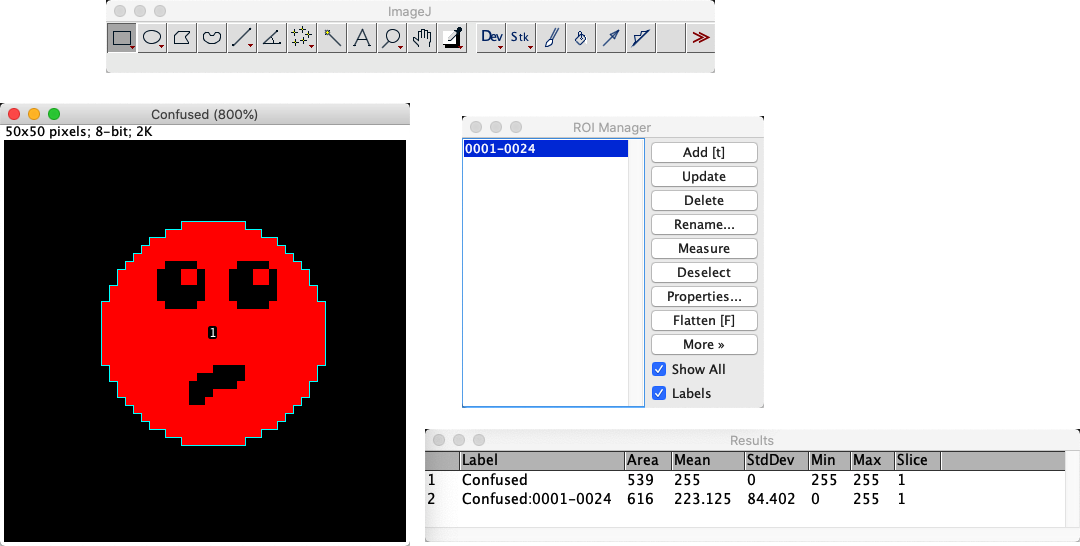 ImageJ
A Dev Stk >>
Confused (800%)
50x50 pixels; 8-bit; 2K
1
ROI Manager
0001-0024
Add [t]
Update
Delete
Rename...
Measure
Deselect
Properties...
Flatten [F]
More »
Show All
Labels
Results
Label Area Mean StdDev Min Max Slice
1 Confused 539 255 0 255 255 1
2 Confused:0001-0024 616 223.125 84.402 0 255 1